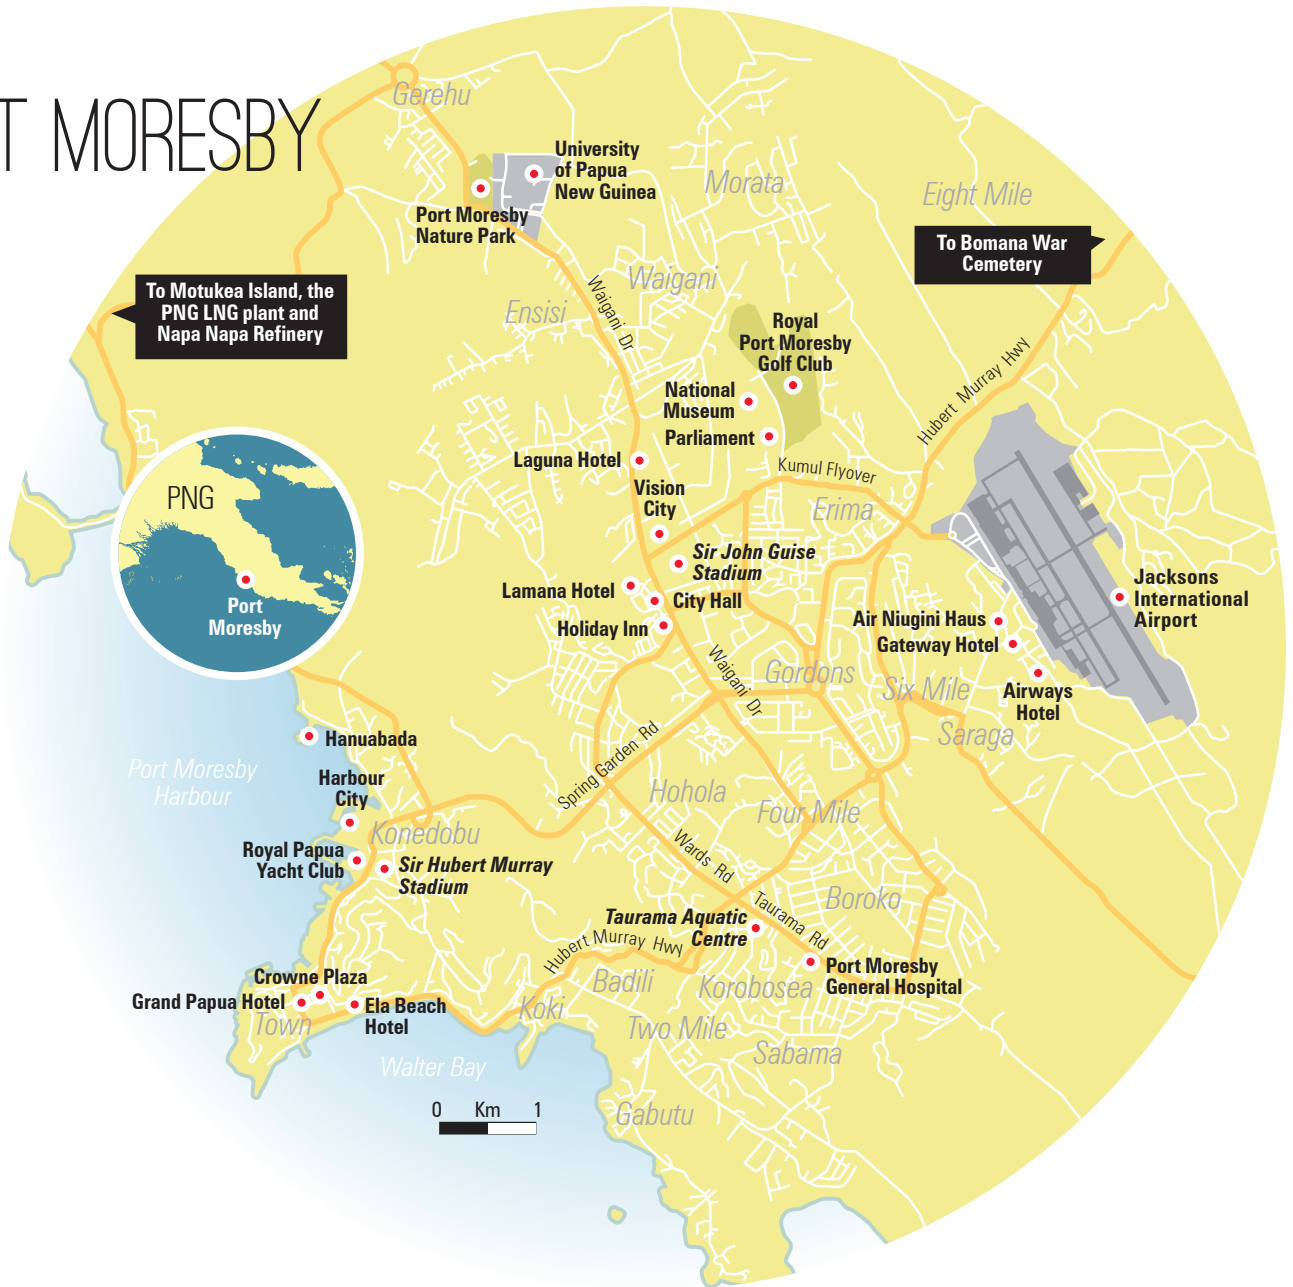 T MORESBY
Gerehu
University
of Papua
New Guinea
Port Moresby
Nature Park
Morata
Eight Mile
To Bomana War
Cemetery
To Motukea Island, the
PNG LNG plant and
Napa Napa Refinery
Waigani
Ensisi
Waigani Dr
Royal
Port Moresby
Golf Club
National
Museum
Parliament
Hubert Murray Hwy
Laguna Hotel
Kumul Flyover
Vision
City
Erima
PNG
Port
Moresby
Sir John Guise
Stadium
Lamana Hotel
City Hall
Holiday Inn
Jacksons
International
Airport
Air Niugini Haus
Gateway Hotel
Airways
Hotel
Waigani Dr
Gordons
Six Mile
Saraga
Hanuabada
Port Moresby
Harbour
Harbour
City
Spring Garden Rd
Hohola
Four Mile
Konedobu
Royal Papua
Yacht Club
Sir Hubert Murray
Stadium
Wards Rd
Boroko
Taurama Aquatic
Centre
Taurama Rd
Hubert Murray Hwy
Port Moresby
General Hospital
Badili
Korobosea
Crowne Plaza
Grand Papua Hotel
Ela Beach
Hotel
Town
Koki
Two Mile
Sabama
Walter Bay
0 Km 1
Gabutu